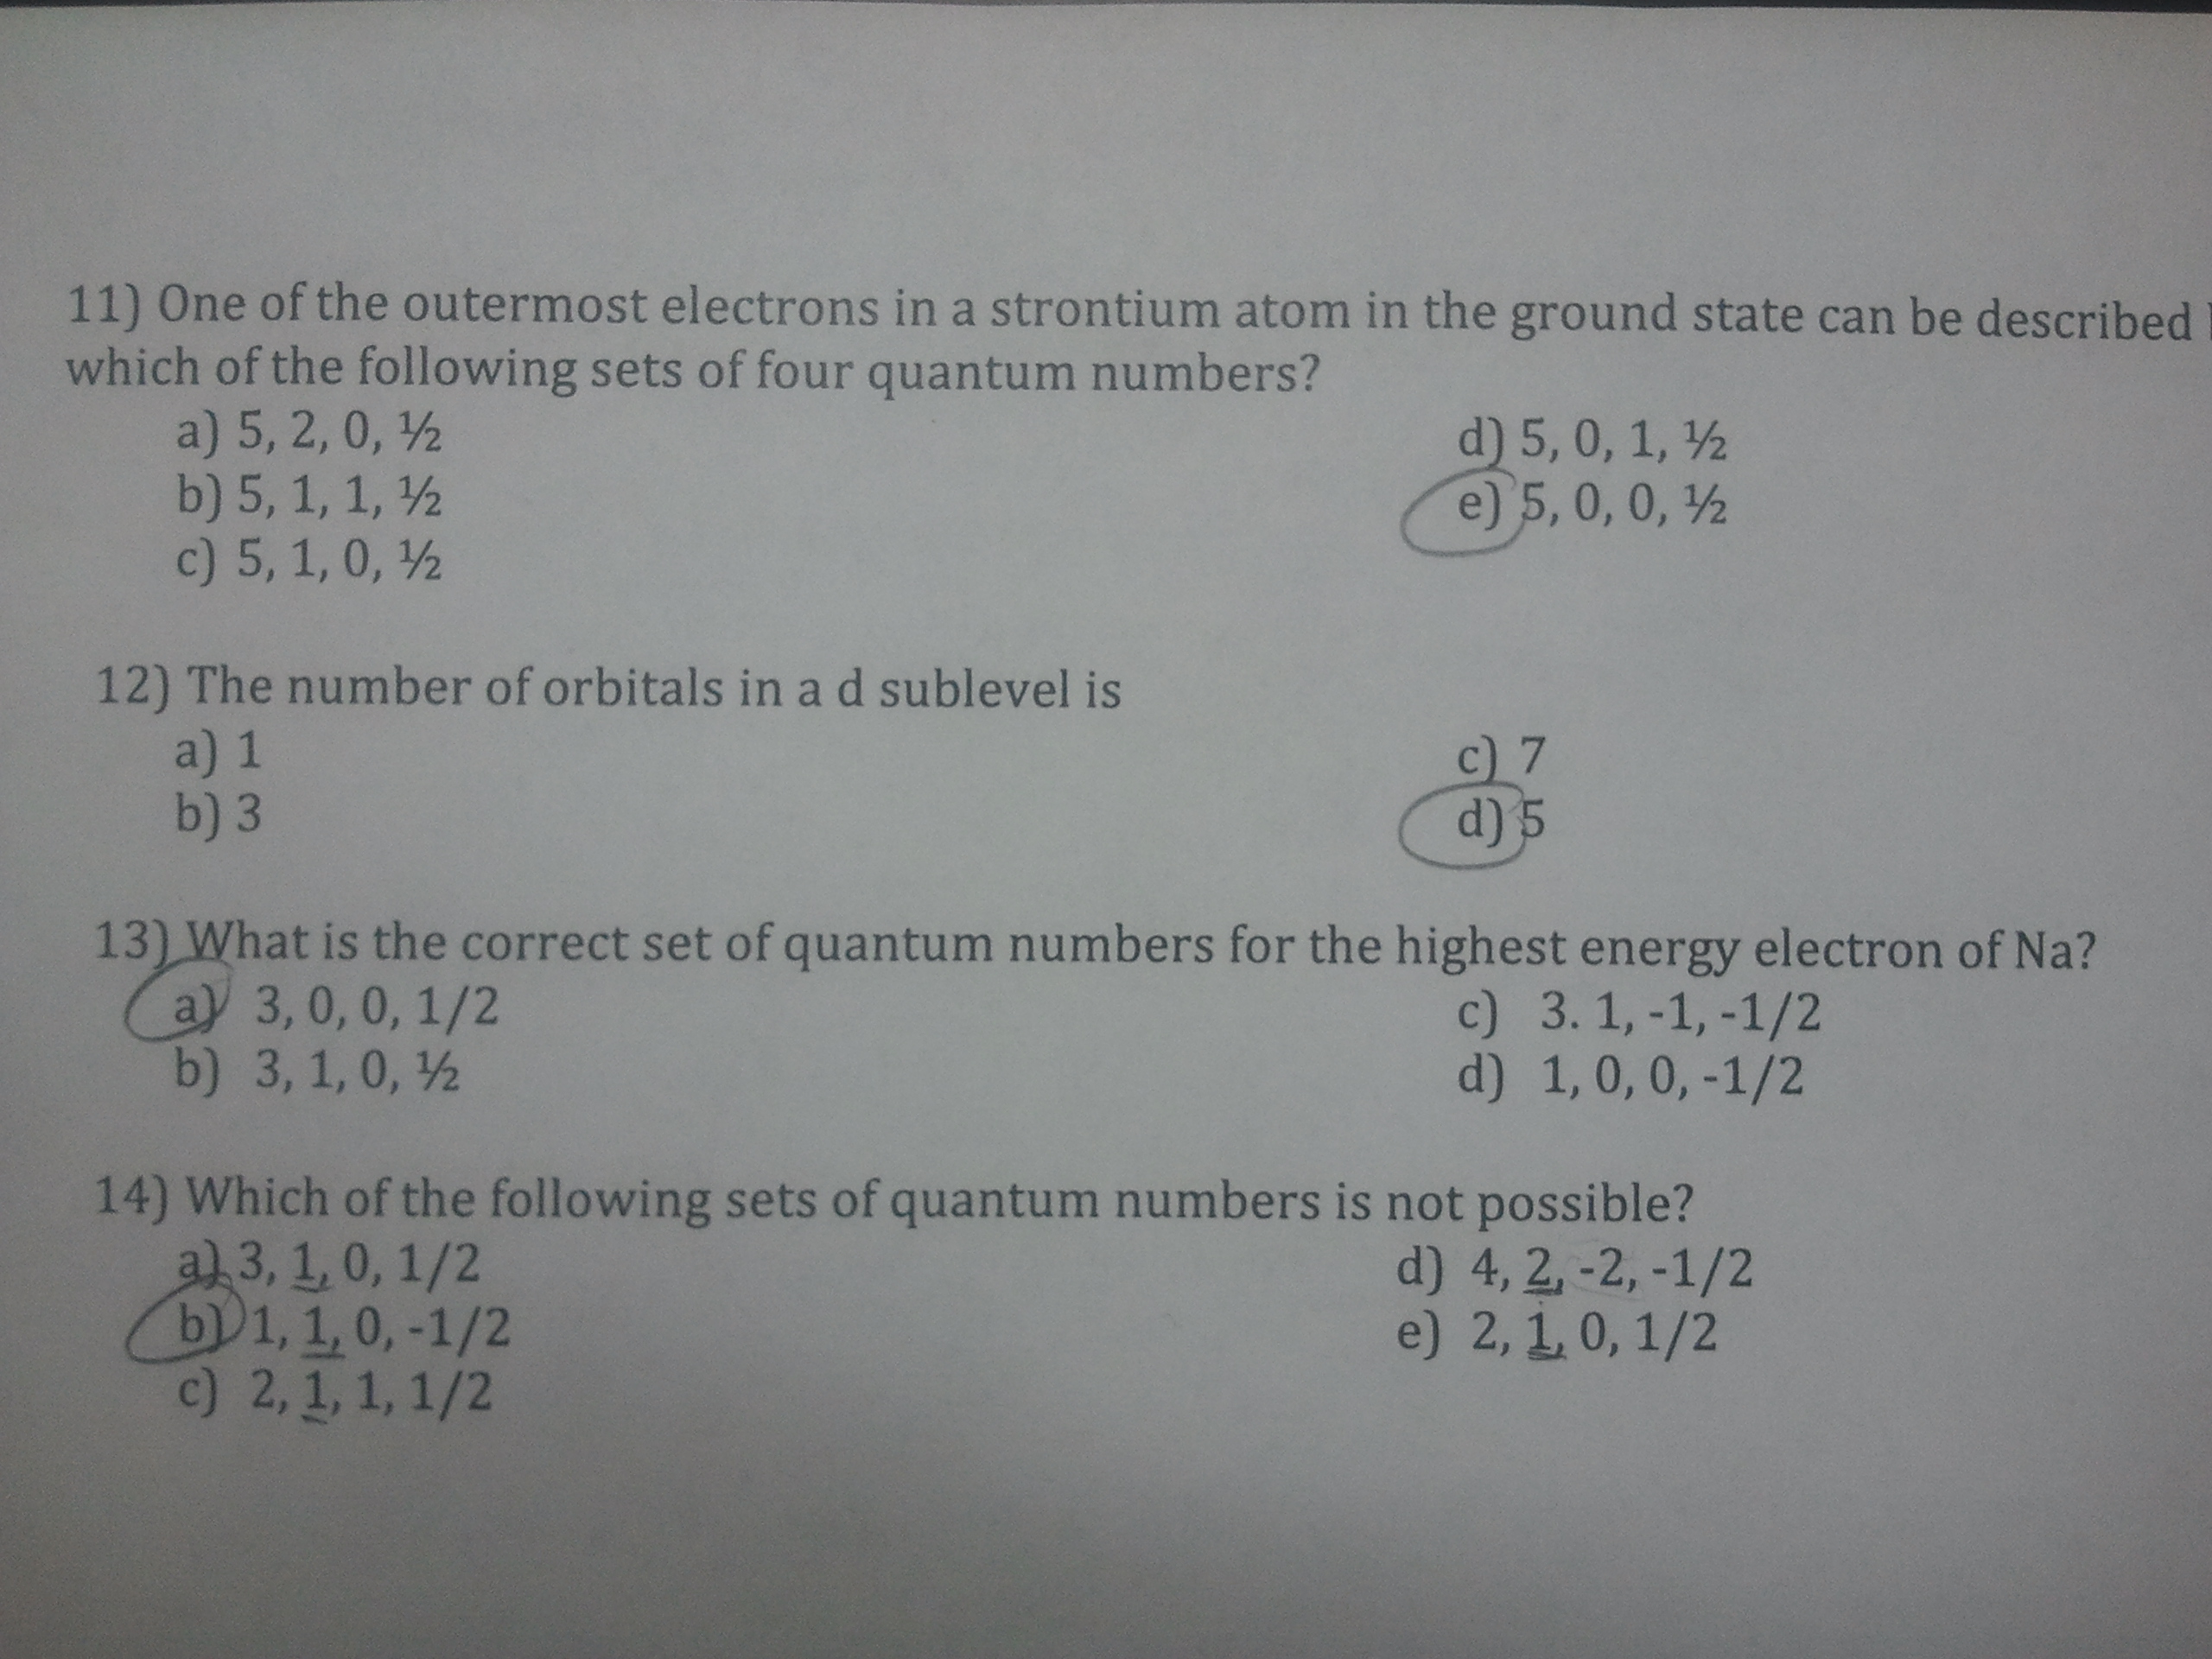 11) One of the outermost electrons in a strontium atom in the ground state can be described
which of the following sets of four quantum numbers?
a) 5, 2, 0, ½
b) 5, 1, 1, ½
c) 5, 1, 0, ½
d) 5, 0, 1, ½
e) 5, 0, 0, ½
12) The number of orbitals in a d sublevel is
a) 1
b) 3
c) 7
d) 5
13) What is the correct set of quantum numbers for the highest energy electron of Na?
a) 3, 0, 0, 1/2
b) 3, 1, 0, ½
c) 3. 1, -1, -1/2
d) 1, 0, 0, -1/2
14) Which of the following sets of quantum numbers is not possible?
a) 3, 1, 0, 1/2
b) 1, 1, 0, -1/2
c) 2, 1, 1, 1/2
d) 4, 2, -2, -1/2
e) 2, 1, 0, 1/2